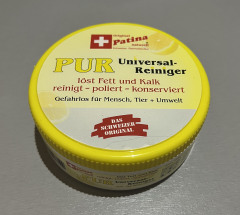 Patina
PUR Universal-
Reiniger
löst Fett und Kalk
reinigt - poliert - konserviert
Gefahrlos für Mensch, Tier + Umwelt
DAS
SCHWEIZER
ORIGINAL